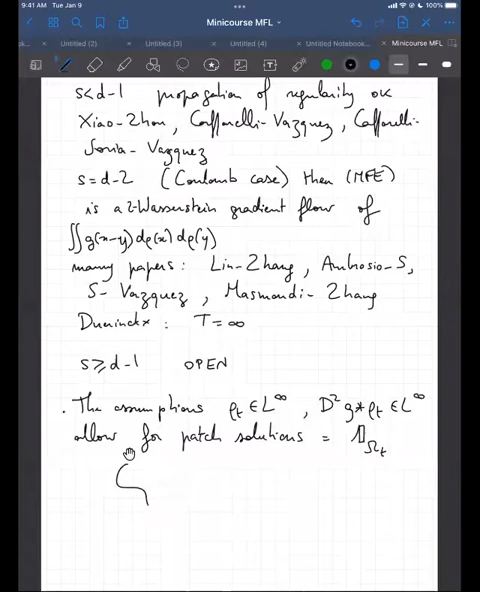 9:41 AM Tue Jan 9
100%
Minicourse MFL
Untitled (2) Untitled (3) Untitled (4) Untitled Notebook... Minicourse MFL
s<d-1 propagation of regularity ok
Xiao-Zhou, Caffarelli-Vazquez, Caffarelli-
Soria-Vazquez
s=d-2 (Coulomb case) then (MFE)
is a 2-Wasserstein gradient flow of
∬g(x-y)dρ(x)dρ(y)
many papers: Lin-Zhang, Ambrosio-S,
S-Vazquez, Masmoudi-Zhang
Duerinckx: T=∞
s⩾d-1 OPEN
. The assumptions ρ_t∈L^∞, D²g*ρ_t∈L^∞
allow for patch solutions = 𝟙_Ω_t